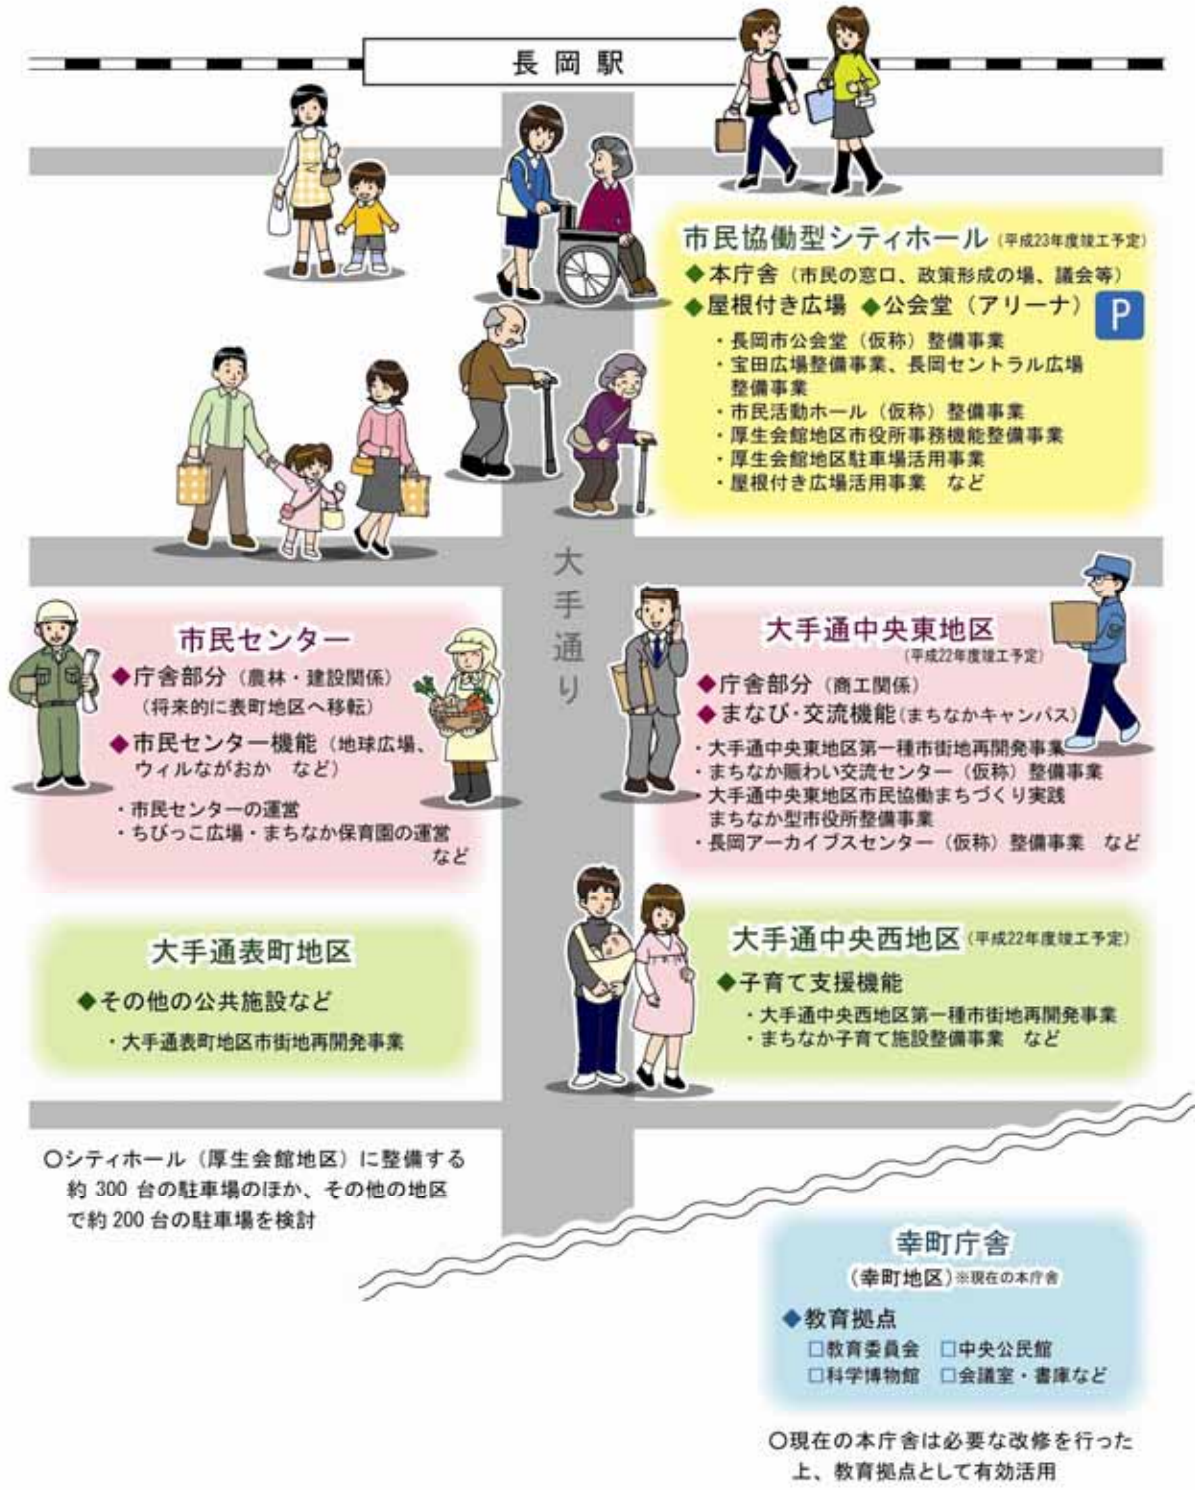 長岡駅
市民協働型シティホール(平成23年度竣工予定)
◆本庁舎(市民の窓口、政策形成の場、議会等)
◆屋根付き広場 ◆公会堂(アリーナ) P
・長岡市公会堂(仮称)整備事業
・宝田広場整備事業、長岡セントラル広場
整備事業
・市民活動ホール(仮称)整備事業
・厚生会館地区市役所事務機能整備事業
・厚生会館地区駐車場活用事業
・屋根付き広場活用事業 など
大手通り
市民センター
◆庁舎部分(農林・建設関係)
(将来的に表町地区へ移転)
◆市民センター機能(地球広場、
ウィルながおか など)
・市民センターの運営
・ちびっこ広場・まちなか保育園の運営
など
大手通中央東地区
(平成22年度竣工予定)
◆庁舎部分(商工関係)
◆まなび・交流機能(まちなかキャンパス)
・大手通中央東地区第一種市街地再開発事業
・まちなか賑わい交流センター(仮称)整備事業
・大手通中央東地区市民協働まちづくり実践
まちなか型市役所整備事業
・長岡アーカイブスセンター(仮称)整備事業 など
大手通表町地区
◆その他の公共施設など
・大手通表町地区市街地再開発事業
大手通中央西地区(平成22年度竣工予定)
◆子育て支援機能
・大手通中央西地区第一種市街地再開発事業
・まちなか子育て施設整備事業 など
○シティホール(厚生会館地区)に整備する
約300台の駐車場のほか、その他の地区
で約200台の駐車場を検討
幸町庁舎
(幸町地区)※現在の本庁舎
◆教育拠点
□教育委員会 □中央公民館
□科学博物館 □会議室・書庫など
○現在の本庁舎は必要な改修を行った
上、教育拠点として有効活用